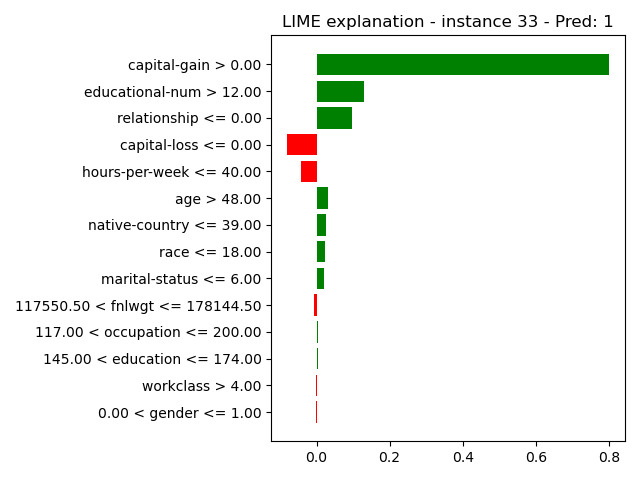 LIME explanation - instance 33 - Pred: 1
capital-gain > 0.00
educational-num > 12.00
relationship <= 0.00
capital-loss <= 0.00
hours-per-week <= 40.00
age > 48.00
native-country <= 39.00
race <= 18.00
marital-status <= 6.00
117550.50 < fnlwgt <= 178144.50
117.00 < occupation <= 200.00
145.00 < education <= 174.00
workclass > 4.00
0.00 < gender <= 1.00
0.0 0.2 0.4 0.6 0.8